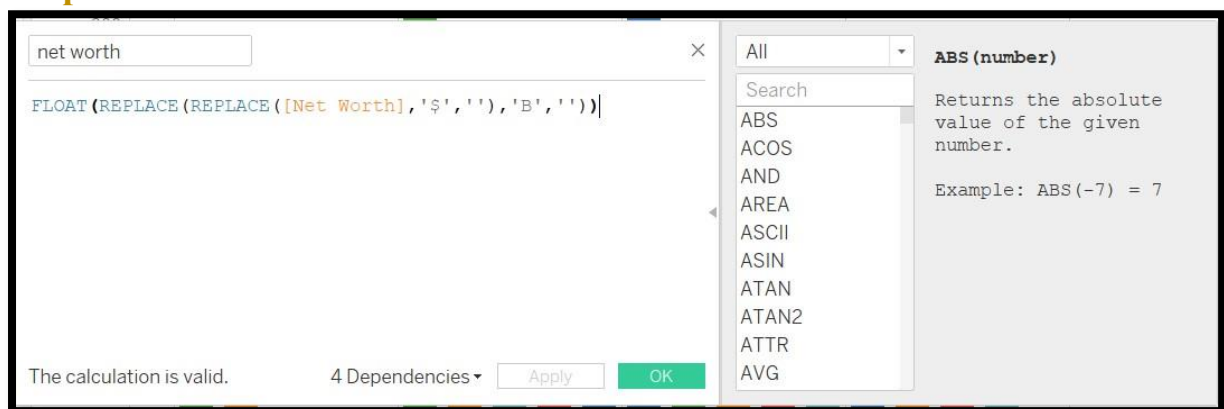 net worth
FLOAT(REPLACE(REPLACE([Net Worth],'$',''),'B',''))
The calculation is valid.
4 Dependencies
Apply
OK
All
Search
ABS
ACOS
AND
AREA
ASCII
ASIN
ATAN
ATAN2
ATTR
AVG
ABS(number)
Returns the absolute
value of the given
number.
Example: ABS(-7) = 7